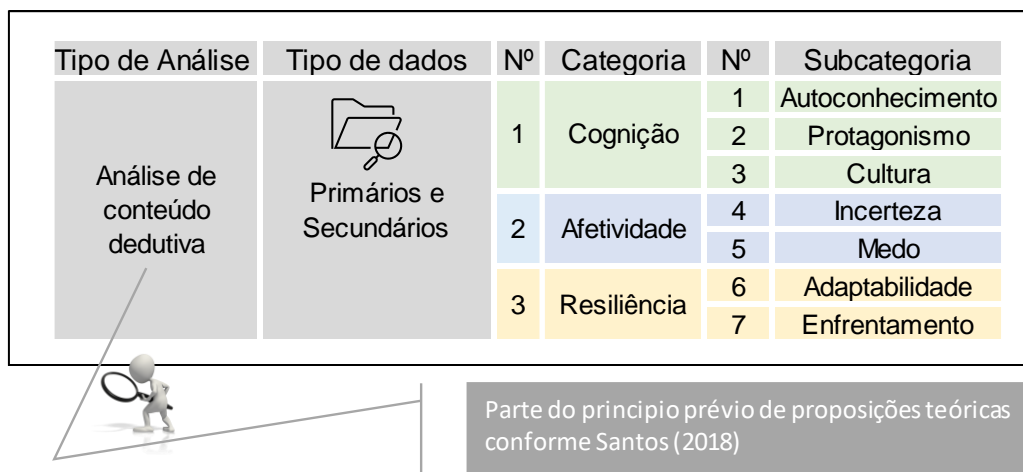 Tipo de Análise Tipo de dados Nº Categoria Nº Subcategoria
Análise de
conteúdo
dedutiva
Primários e
Secundários
1 Cognição
1 Autoconhecimento
2 Protagonismo
3 Cultura
2 Afetividade
4 Incerteza
5 Medo
3 Resiliência
6 Adaptabilidade
7 Enfrentamento
Parte do principio prévio de proposições teóricas
conforme Santos (2018)